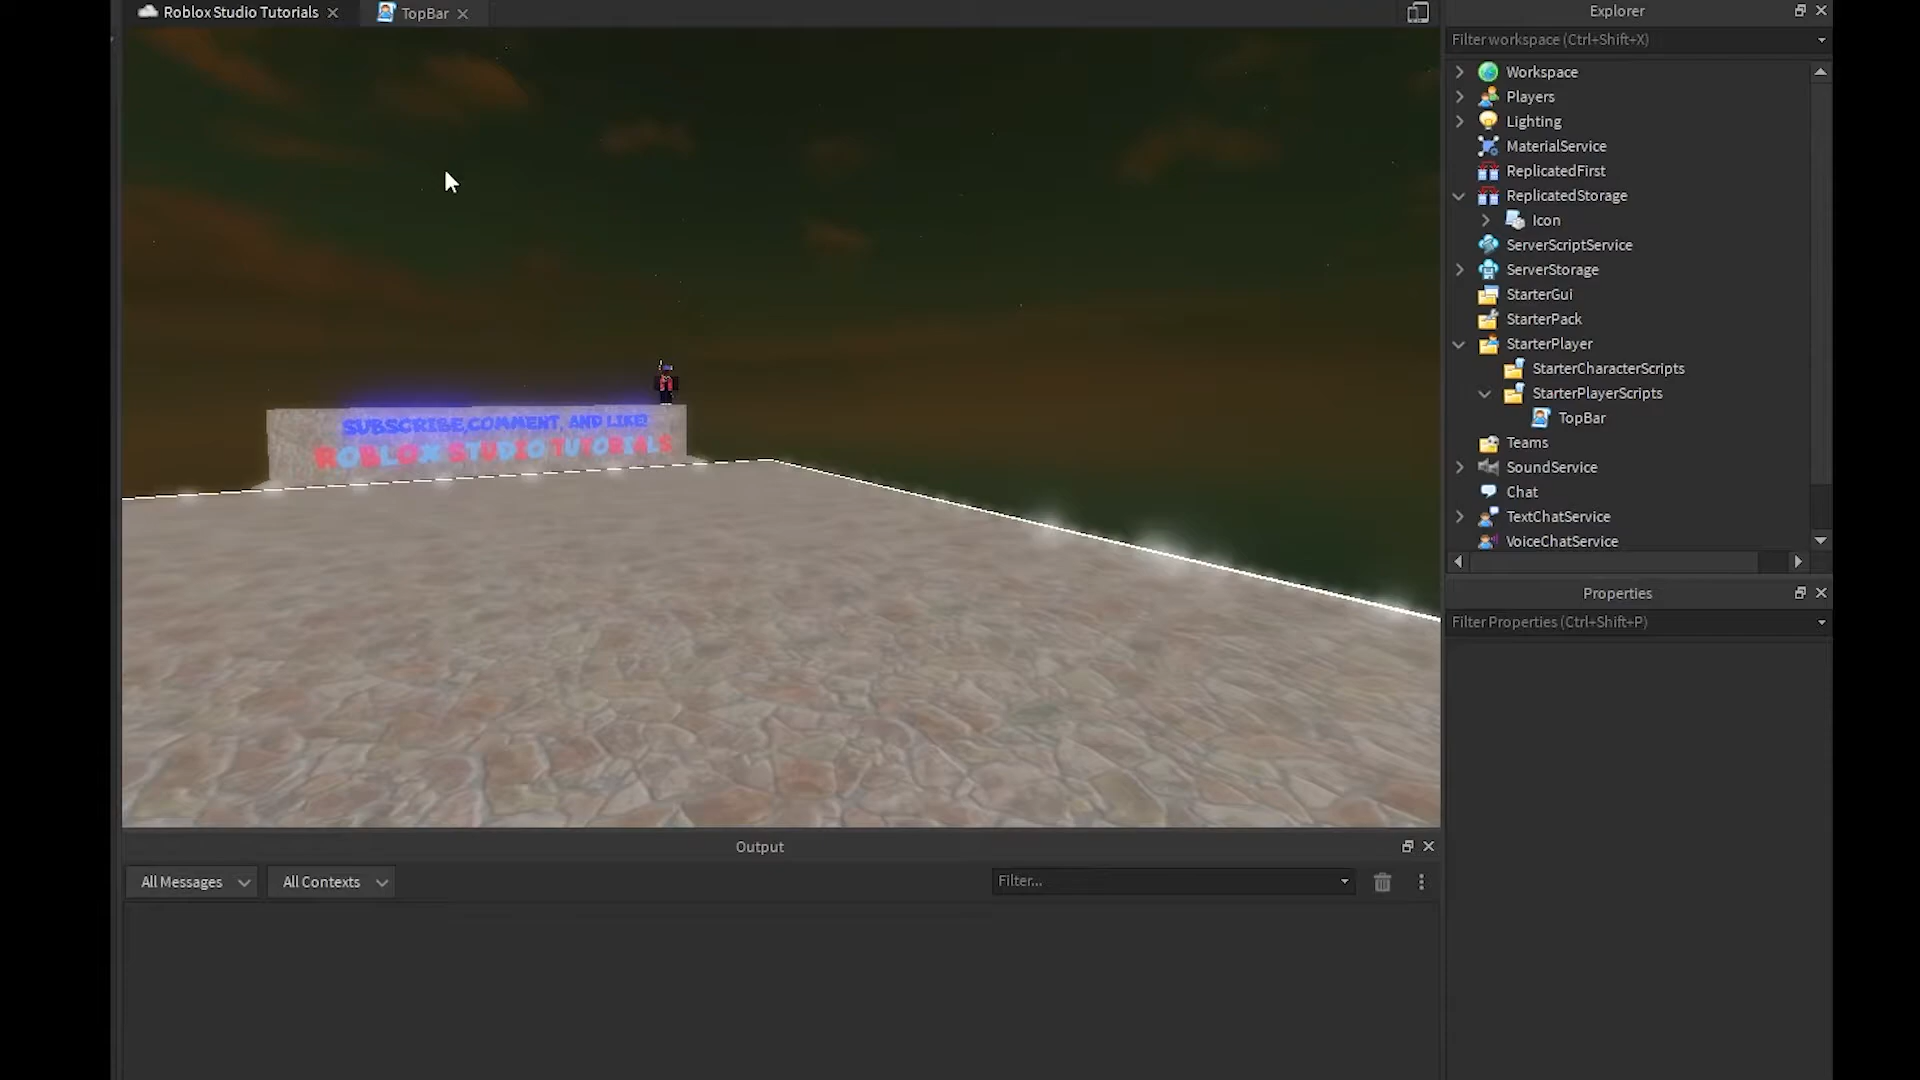 Roblox Studio Tutorials
TopBar
SUBSCRIBE,COMMENT, AND LIKE!
ROBLOX STUDIO TUTORIALS
Output
All Messages
All Contexts
Filter...
Explorer
Filter workspace (Ctrl+Shift+X)
Workspace
Players
Lighting
MaterialService
ReplicatedFirst
ReplicatedStorage
Icon
ServerScriptService
ServerStorage
StarterGui
StarterPack
StarterPlayer
StarterCharacterScripts
StarterPlayerScripts
TopBar
Teams
SoundService
Chat
TextChatService
VoiceChatService
Properties
Filter Properties (Ctrl+Shift+P)